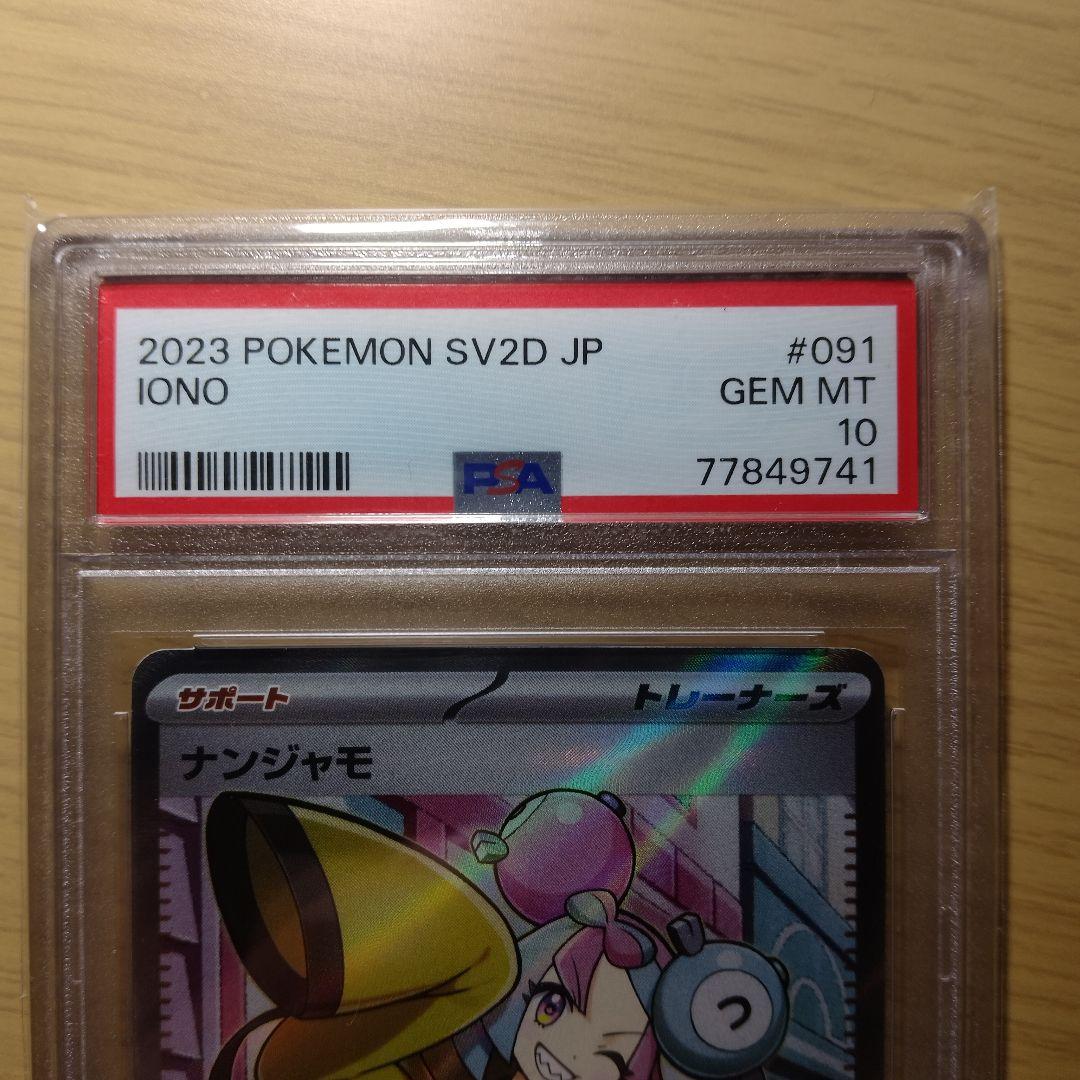 2023 POKEMON SV2D JP #091
IONO GEM MT
10
PSA 77849741
サポート トレーナーズ
ナンジャモ
つ